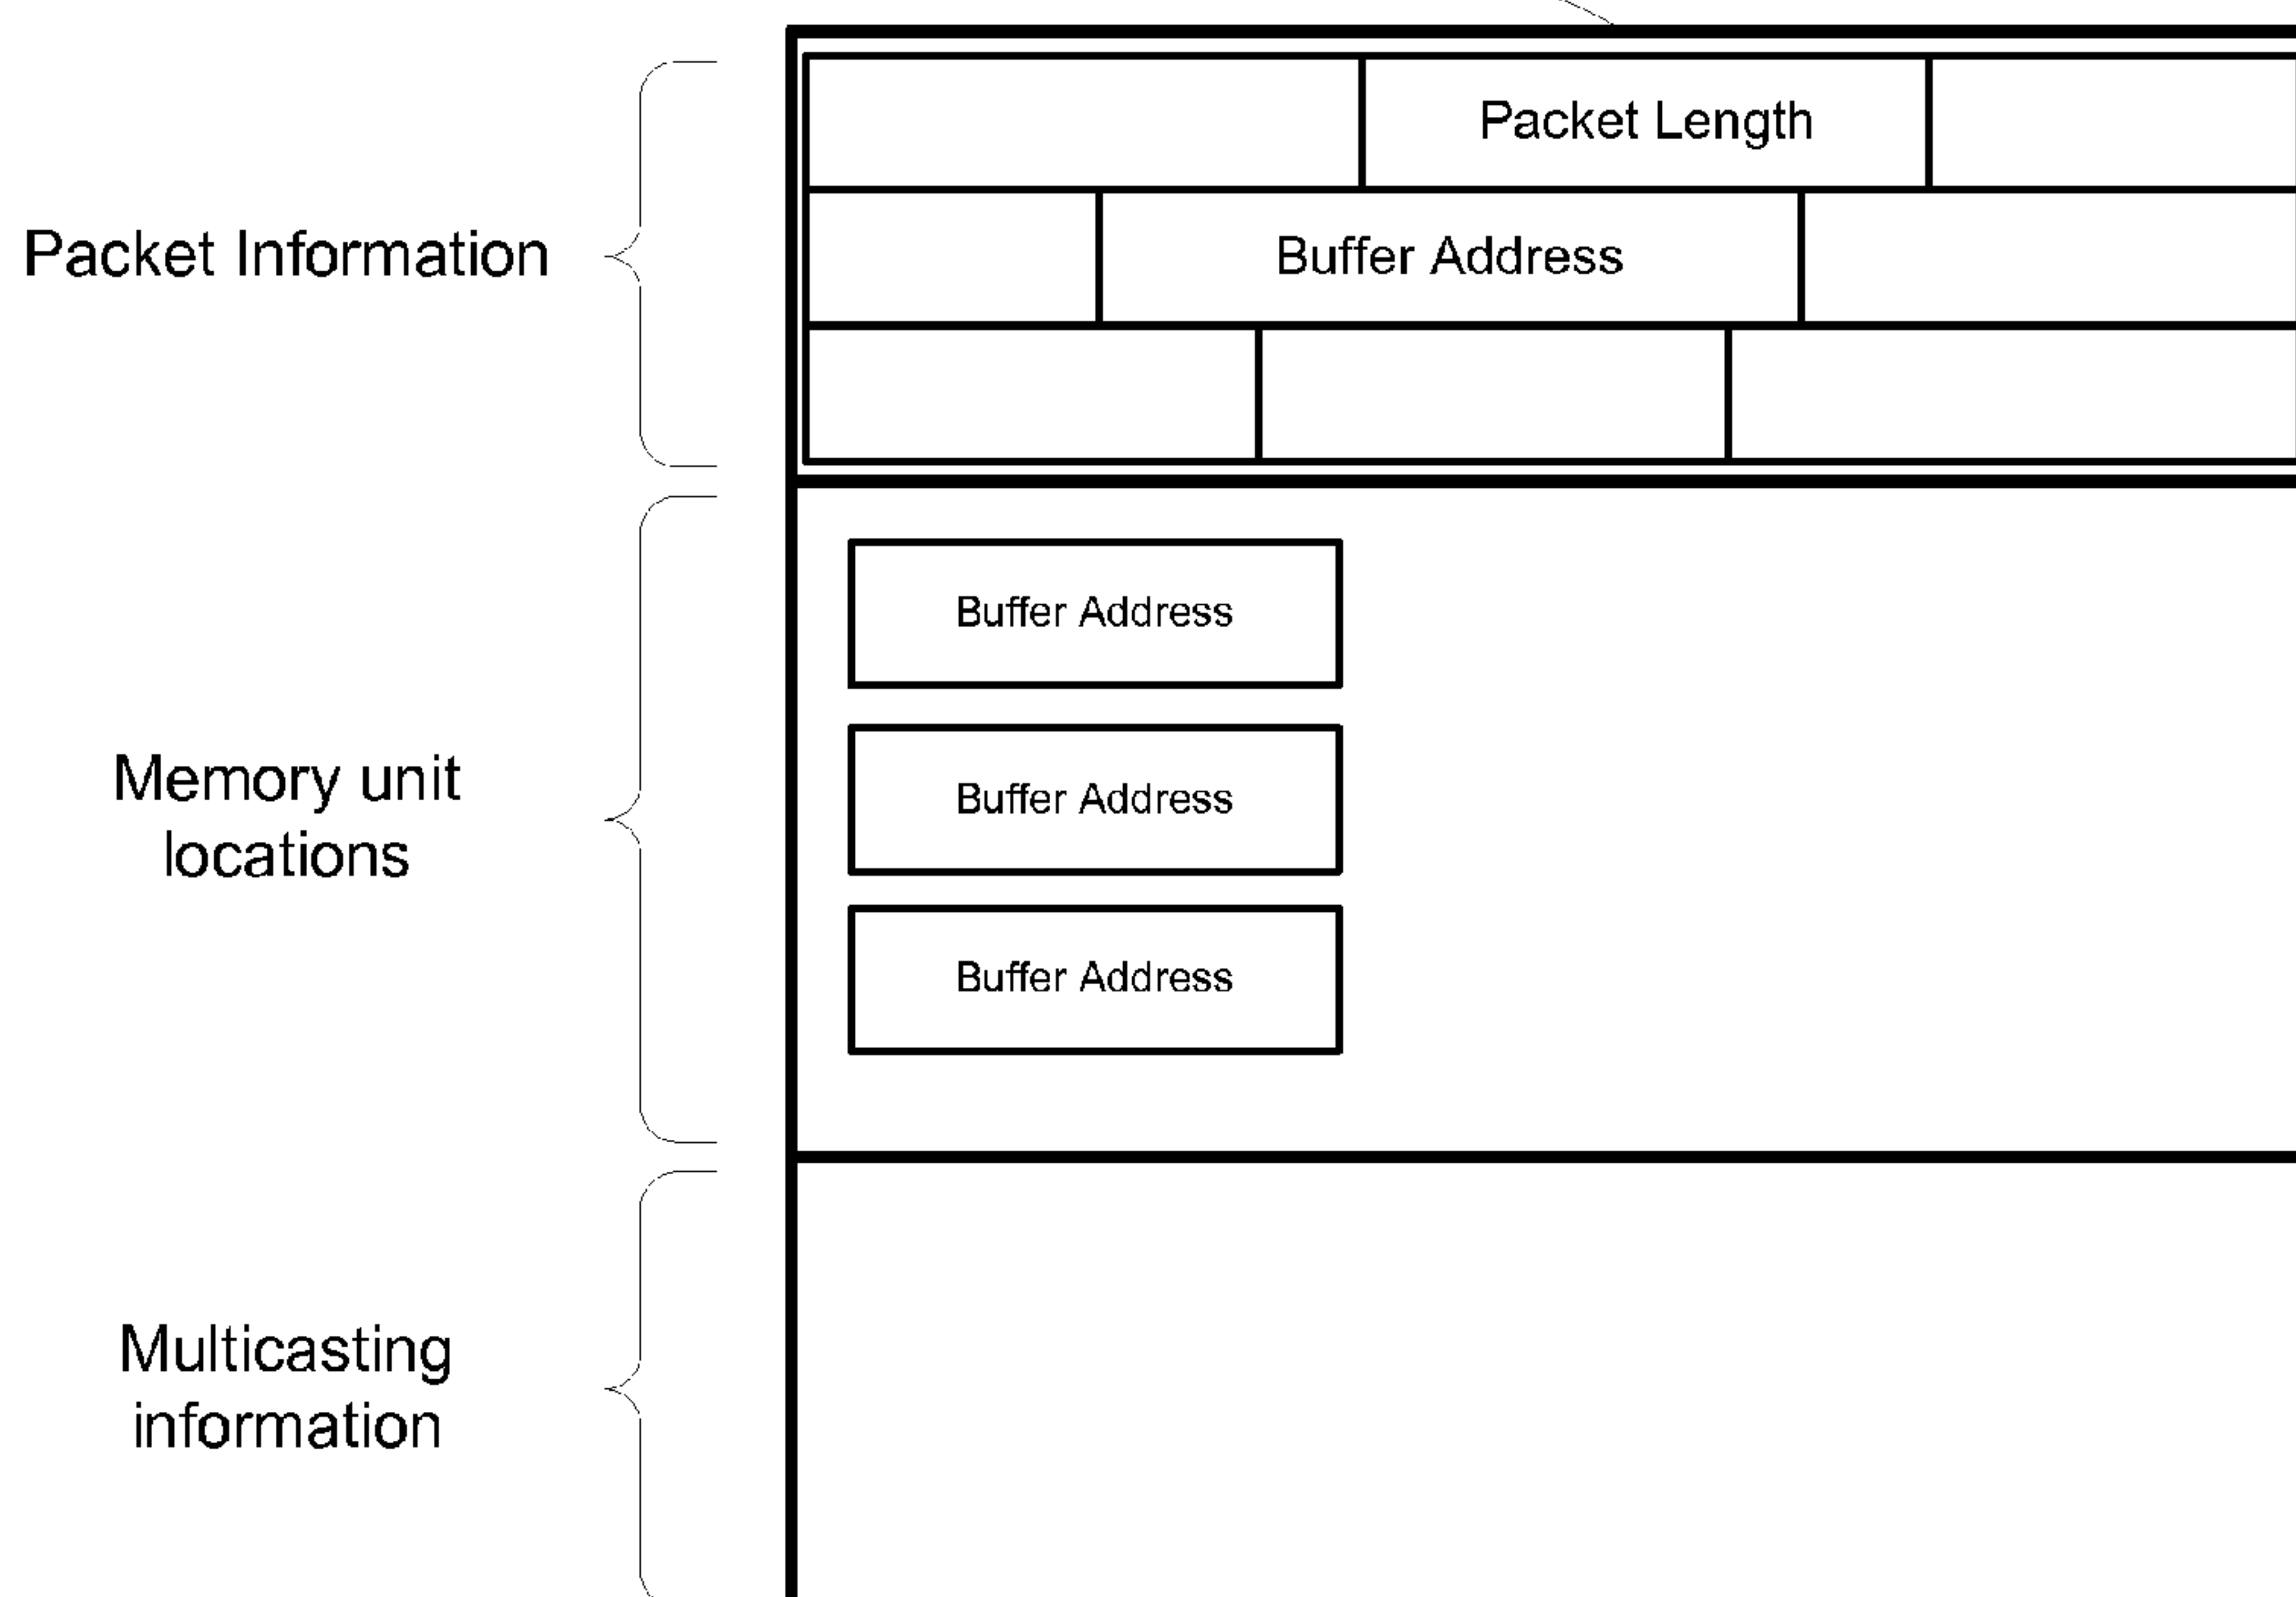 Packet Length
Packet Information
Buffer Address
Buffer Address
Memory unit
locations
Buffer Address
Buffer Address
Multicasting
information